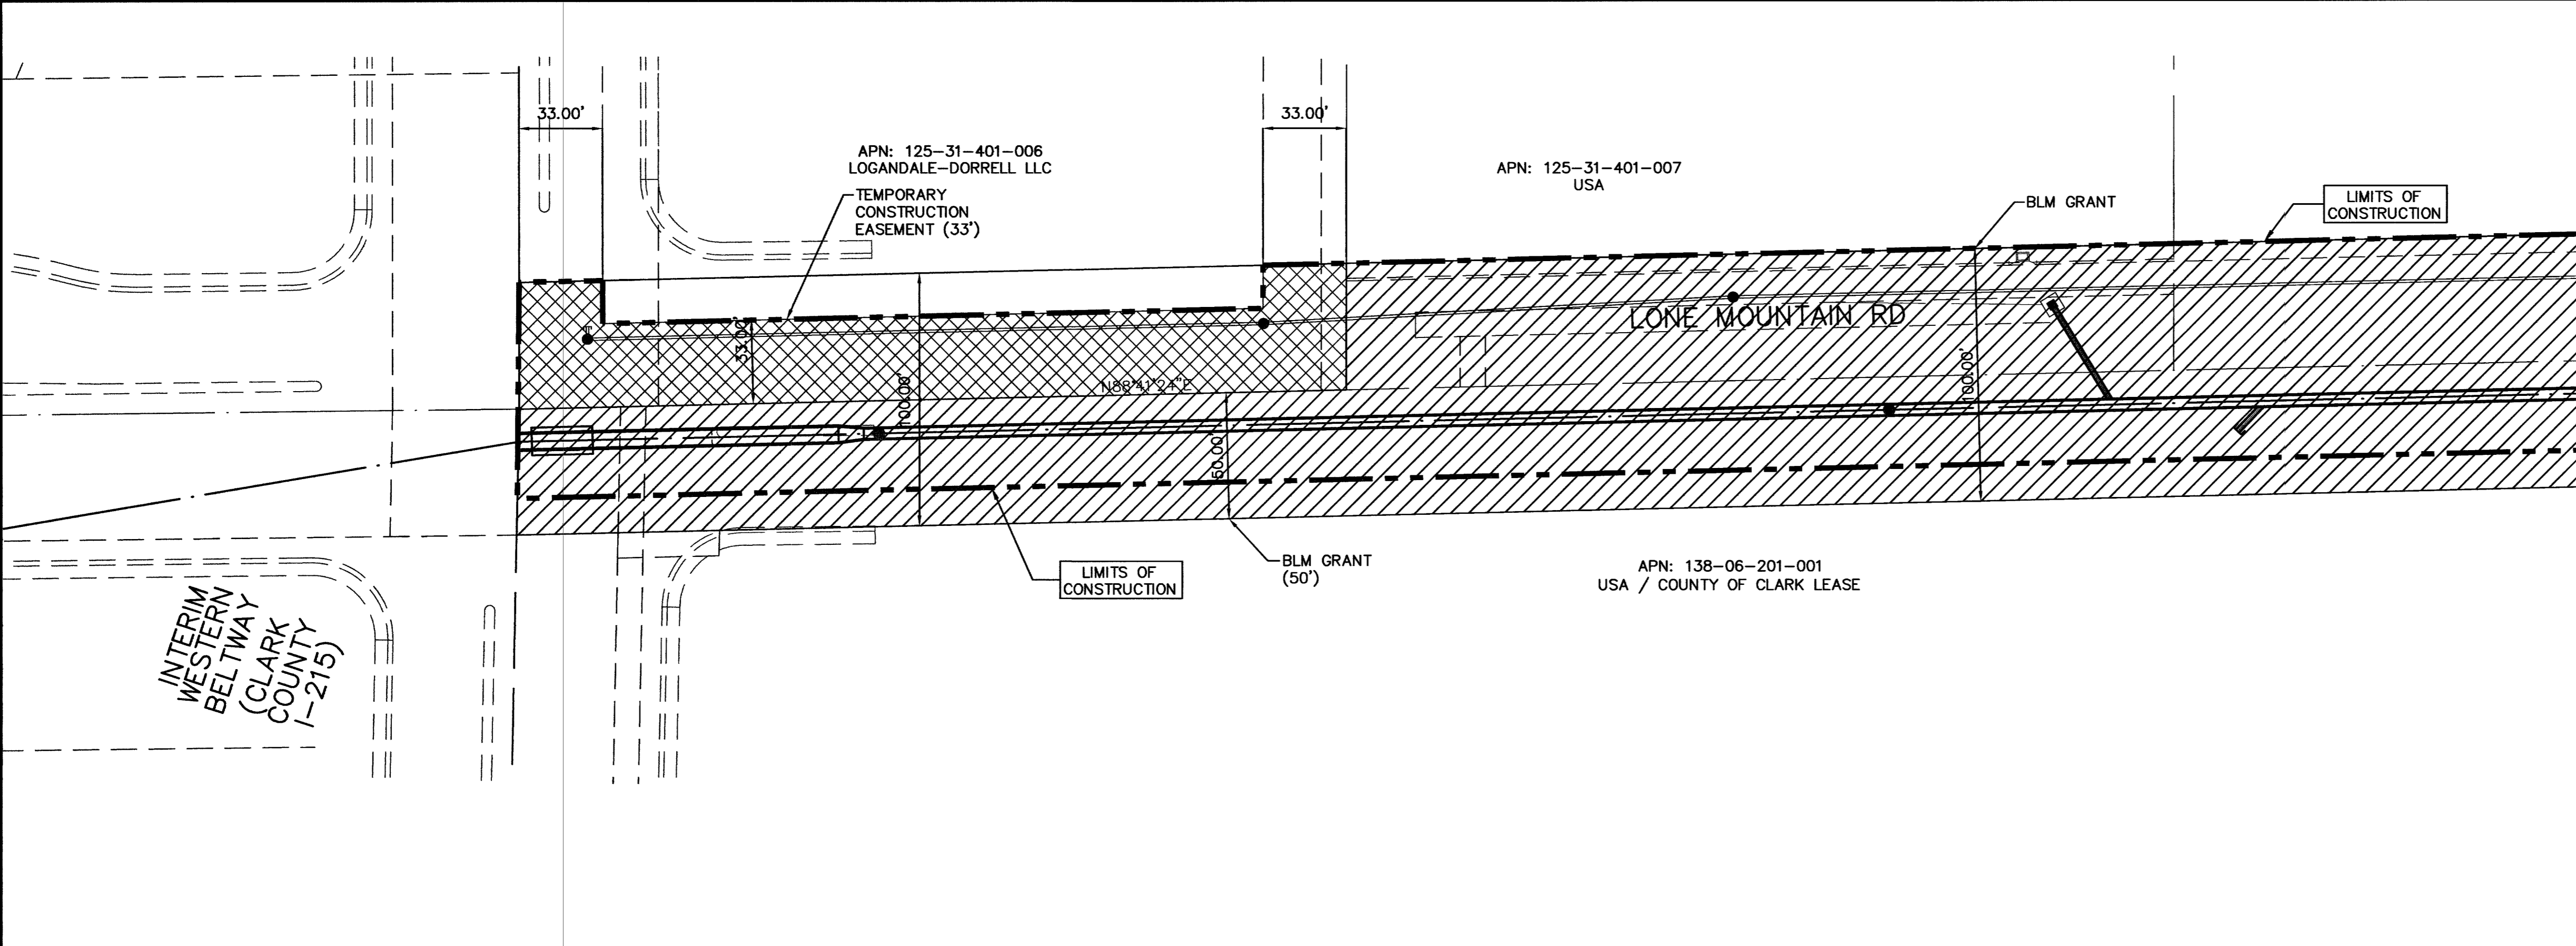 33.00'
33.00'
APN: 125-31-401-006
LOGANDALE-DORRELL LLC
TEMPORARY
CONSTRUCTION
EASEMENT (33')
APN: 125-31-401-007
USA
BLM GRANT
LIMITS OF
CONSTRUCTION
LONE MOUNTAIN RD
33.00'
100.00'
N88°41'24"E
100.00'
50.00'
LIMITS OF
CONSTRUCTION
BLM GRANT
(50')
APN: 138-06-201-001
USA / COUNTY OF CLARK LEASE
INTERIM
WESTERN
BELTWAY
(CLARK
COUNTY
I-215)